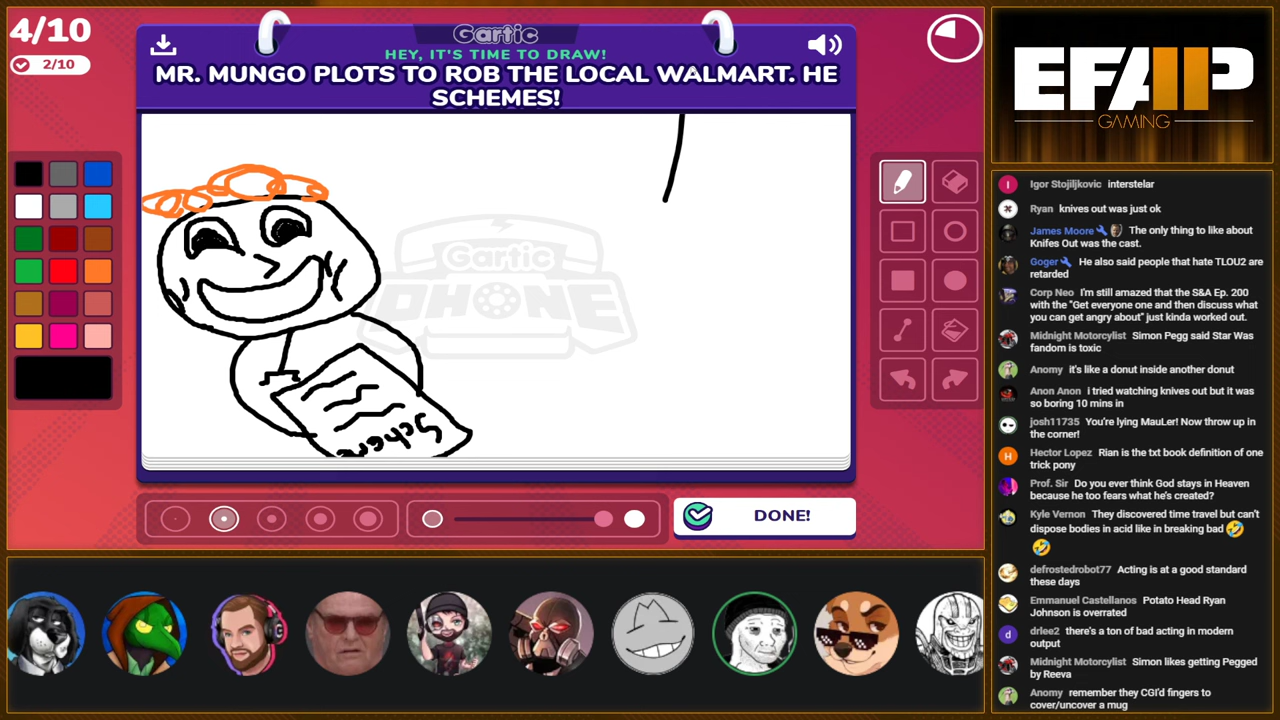 4/10
2/10
Gartic
HEY, IT'S TIME TO DRAW!
MR. MUNGO PLOTS TO ROB THE LOCAL WALMART. HE
SCHEMES!
Gartic
PHONE
DONE!
EFAP
GAMING
Igor Stojiljkovic interstelar
Ryan knives out was just ok
James Moore The only thing to like about
Knifes Out was the cast.
Goger He also said people that hate TLOU2 are
retarded
Corp Neo I'm still amazed that the S&A Ep. 200
with the "Get everyone one and then discuss what
you can get angry about" just kinda worked out.
Midnight Motorcylist Simon Pegg said Star Was
fandom is toxic
Anomy it's like a donut inside another donut
Anon Anon i tried watching knives out but it was
so boring 10 mins in
josh11735 You're lying MauLer! Now throw up in
the corner!
Hector Lopez Rian is the txt book definition of one
trick pony
Prof. Sir Do you ever think God stays in Heaven
because he too fears what he's created?
Kyle Vernon They discovered time travel but can't
dispose bodies in acid like in breaking bad 🤣
🤣
defrostedrobot77 Acting is at a good standard
these days
Emmanuel Castellanos Potato Head Ryan
Johnson is overrated
drlee2 there's a ton of bad acting in modern
output
Midnight Motorcylist Simon likes getting Pegged
by Reeva
Anomy remember they CGI'd fingers to
cover/uncover a mug